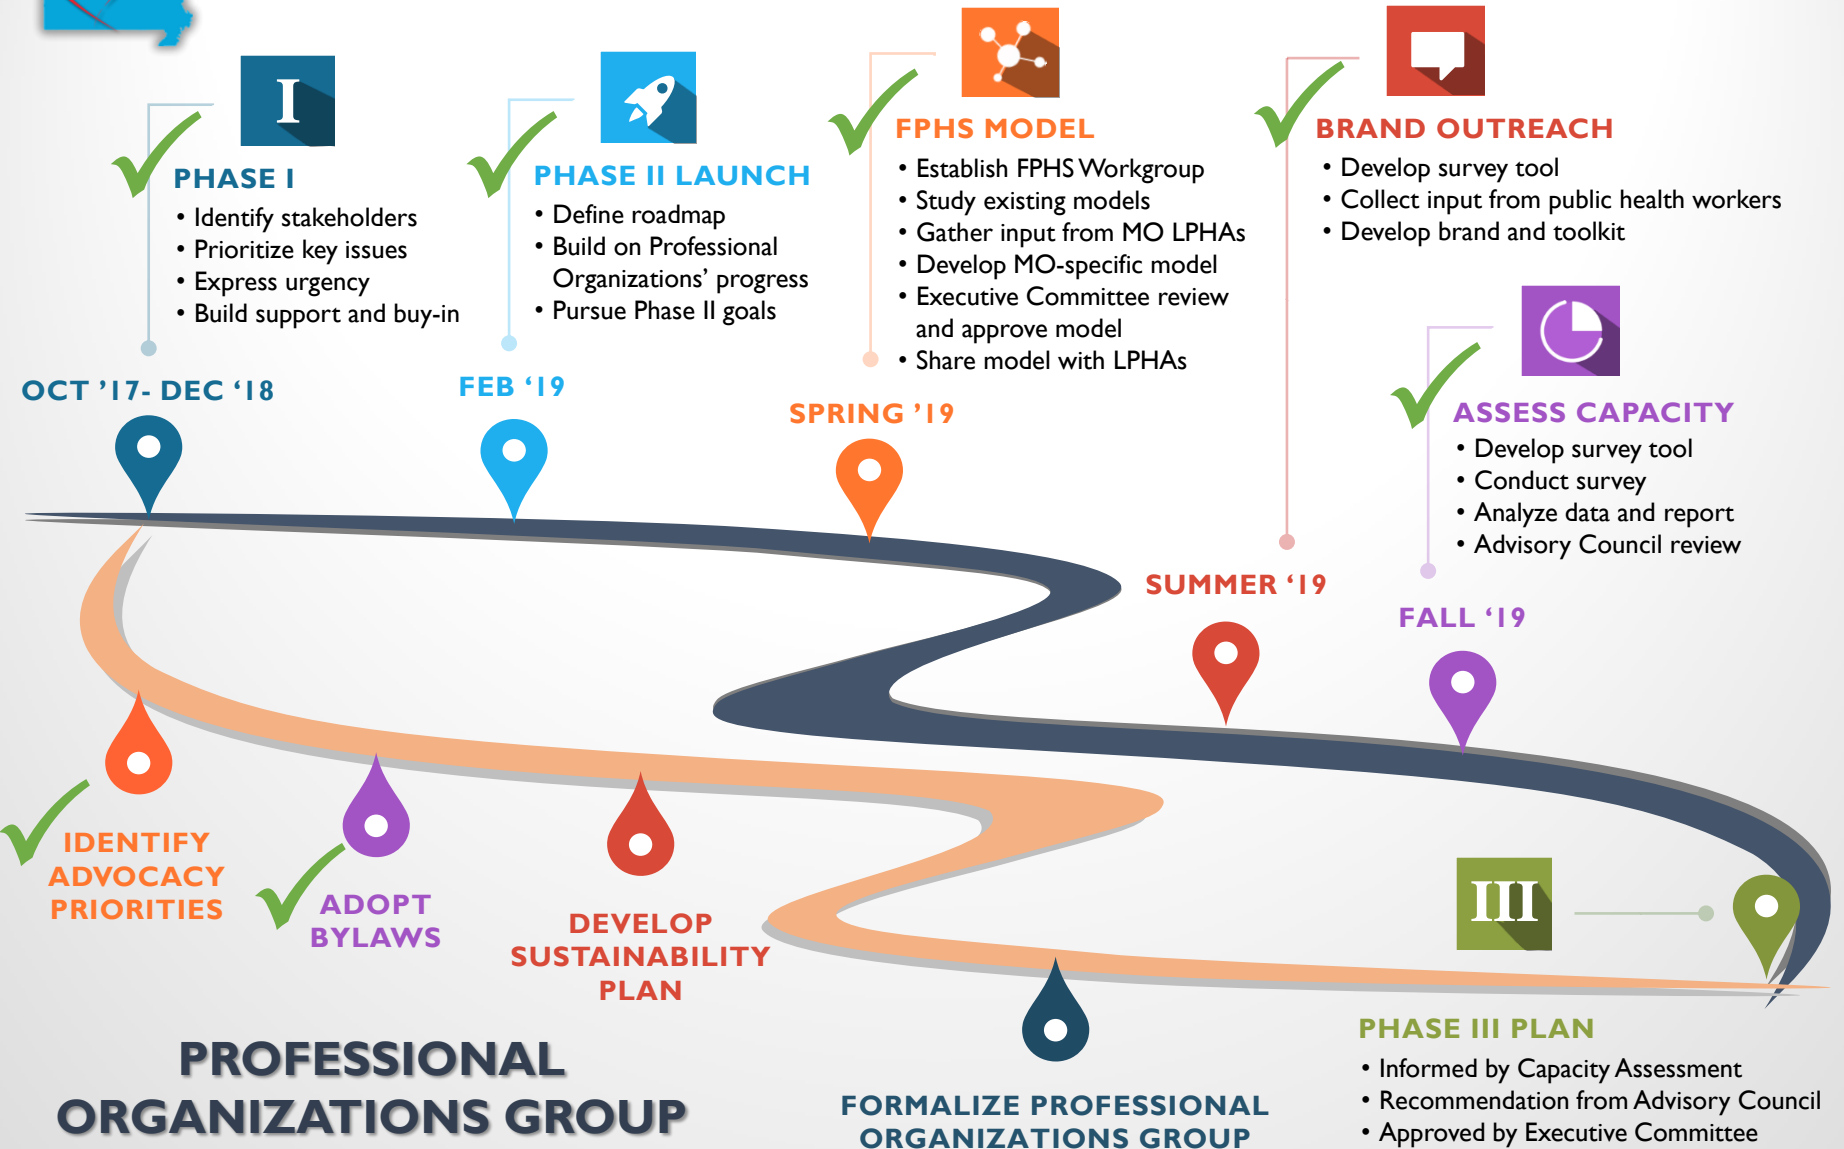 I
PHASE I
• Identify stakeholders
• Prioritize key issues
• Express urgency
• Build support and buy-in
OCT ’17- DEC ‘18
PHASE II LAUNCH
• Define roadmap
• Build on Professional
Organizations’ progress
• Pursue Phase II goals
FEB ‘19
FPHS MODEL
• Establish FPHS Workgroup
• Study existing models
• Gather input from MO LPHAs
• Develop MO-specific model
• Executive Committee review
and approve model
• Share model with LPHAs
SPRING ’19
BRAND OUTREACH
• Develop survey tool
• Collect input from public health workers
• Develop brand and toolkit
SUMMER ‘19
ASSESS CAPACITY
• Develop survey tool
• Conduct survey
• Analyze data and report
• Advisory Council review
FALL ‘19
IDENTIFY
ADVOCACY
PRIORITIES
ADOPT
BYLAWS
DEVELOP
SUSTAINABILITY
PLAN
FORMALIZE PROFESSIONAL
ORGANIZATIONS GROUP
III
PHASE III PLAN
• Informed by Capacity Assessment
• Recommendation from Advisory Council
• Approved by Executive Committee
PROFESSIONAL
ORGANIZATIONS GROUP